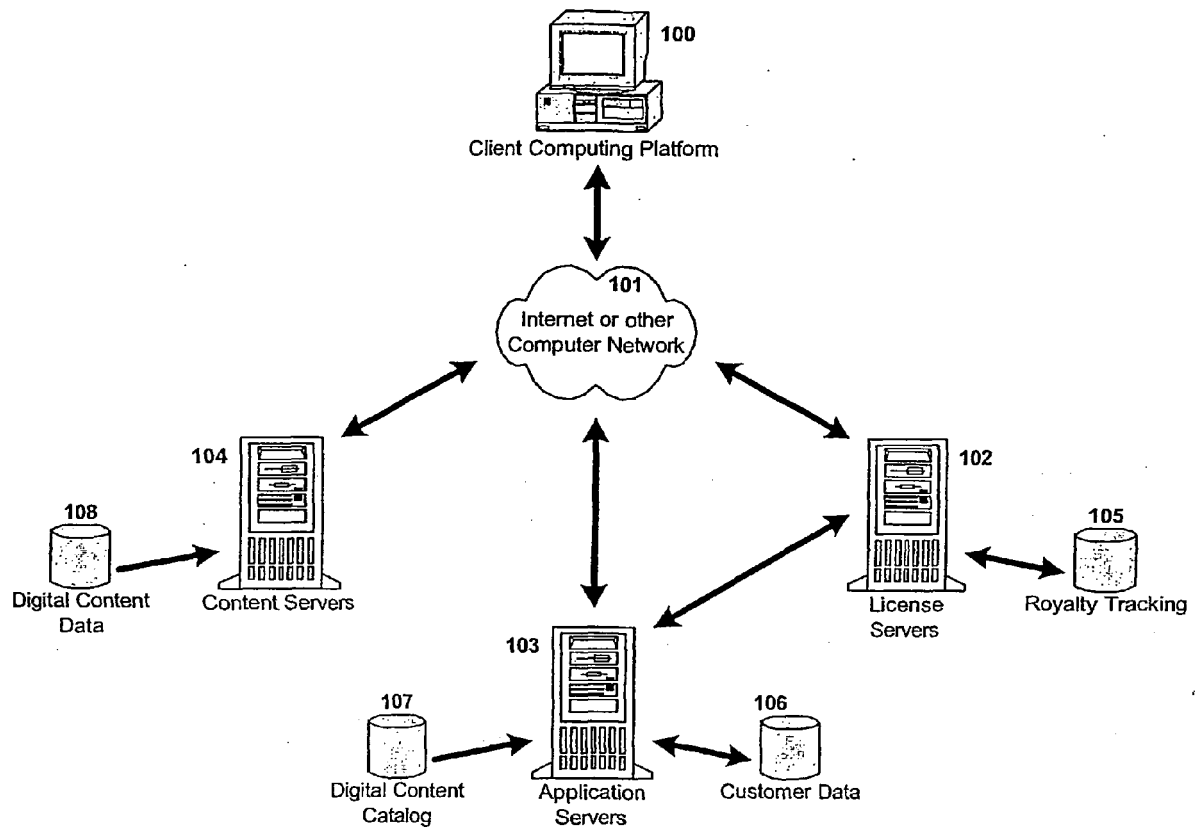 100
Client Computing Platform
101
Internet or other
Computer Network
104
102
108
105
Digital Content
Data
Content Servers
License
Servers
Royalty Tracking
103
107
106
Digital Content
Catalog
Application
Servers
Customer Data